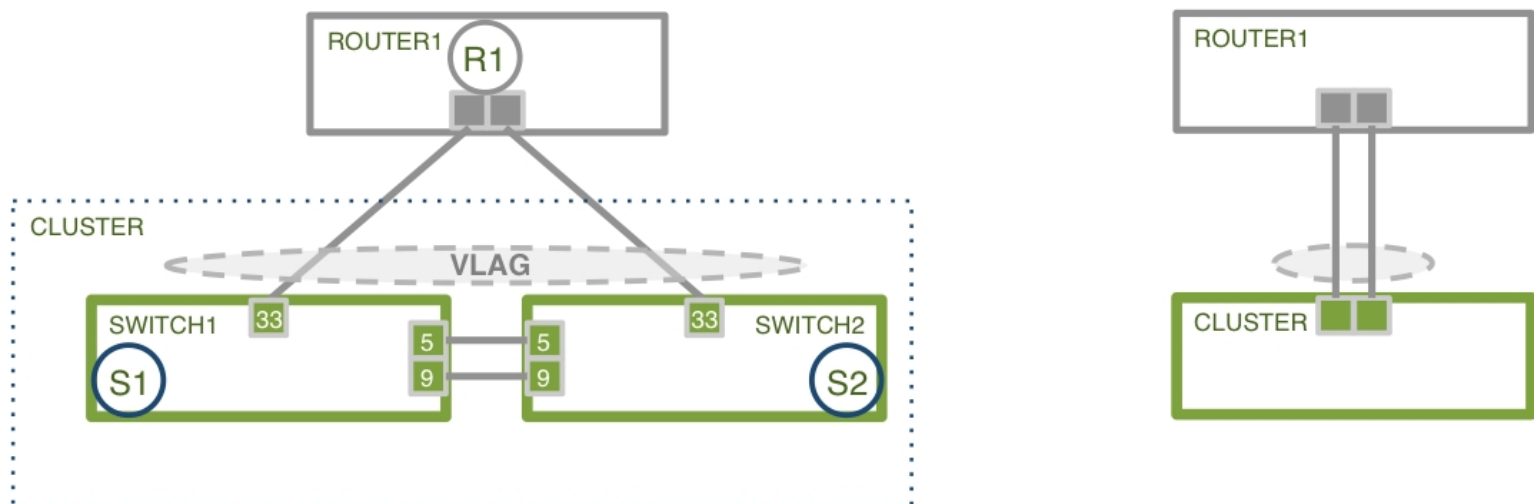 ROUTER1
R1
CLUSTER
VLAG
SWITCH1
33
5
9
S1
5
9
33
SWITCH2
S2
ROUTER1
CLUSTER